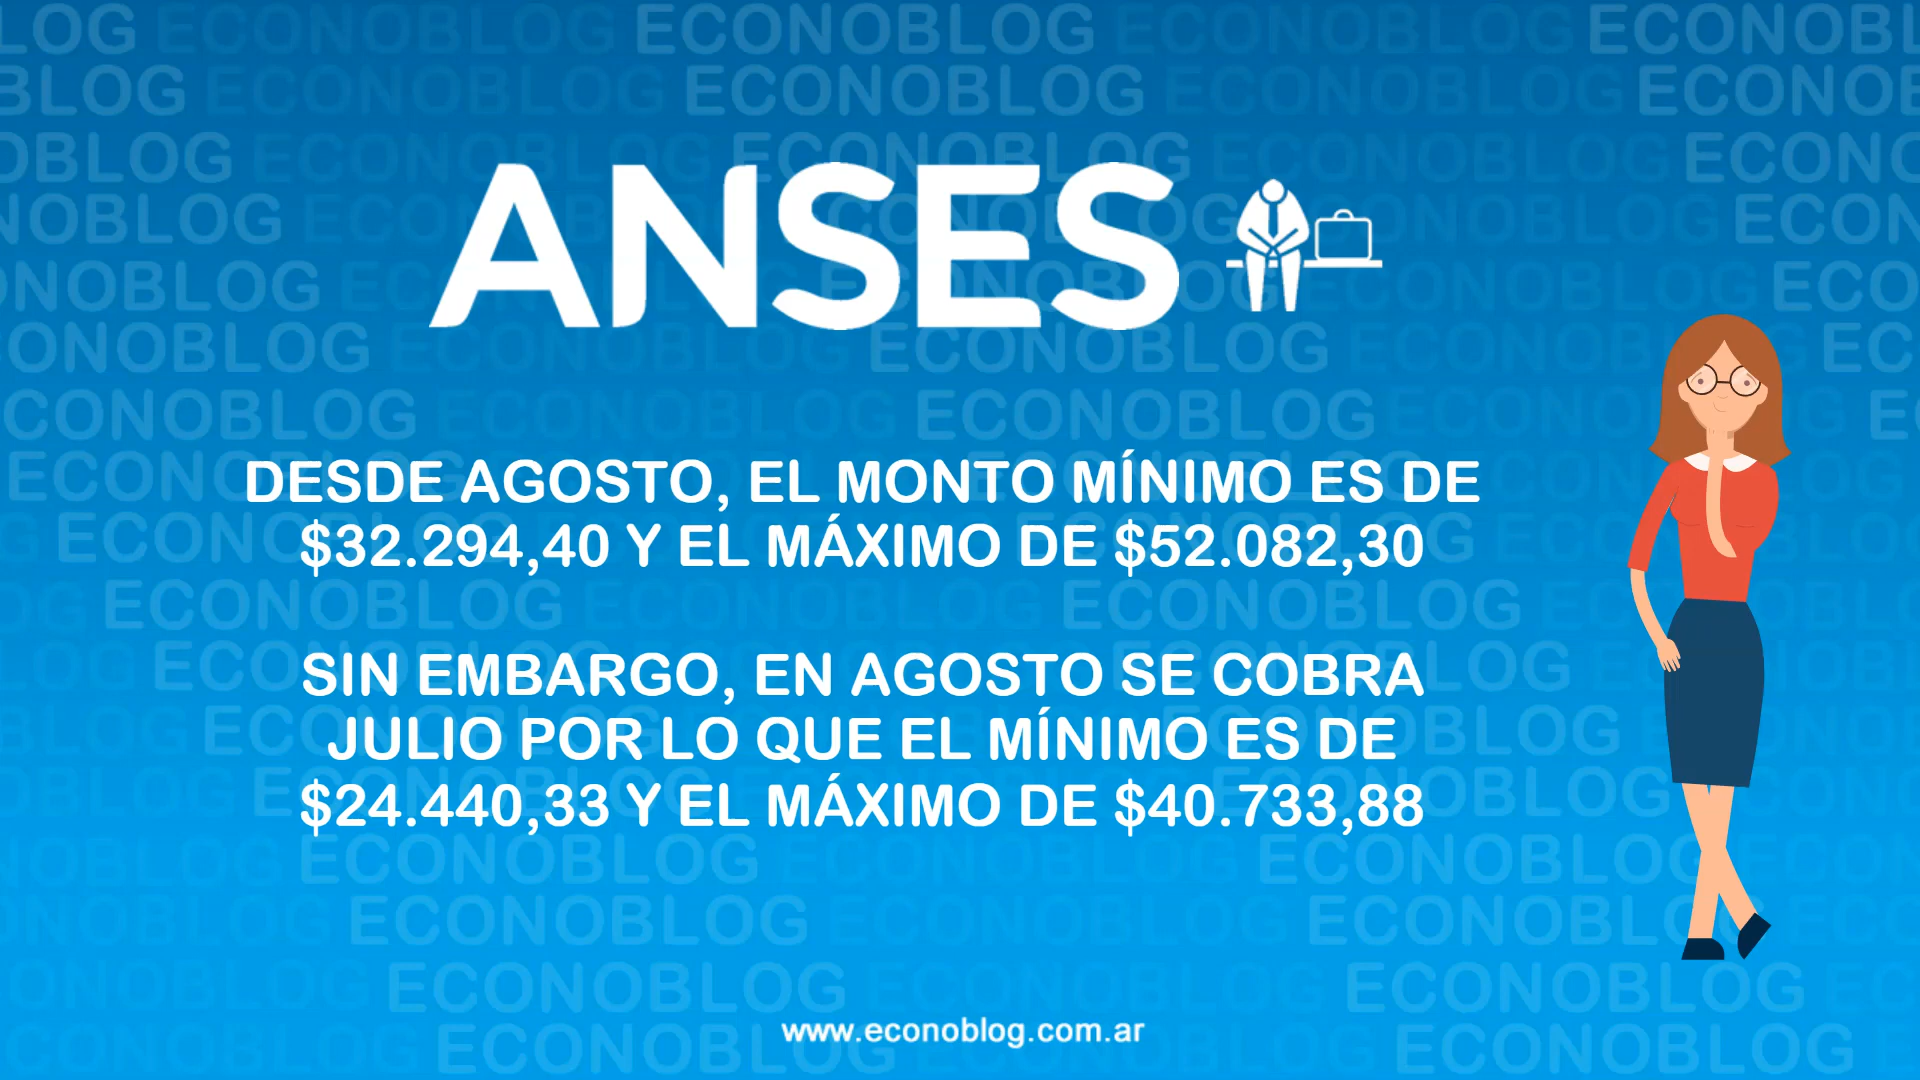 ANSES
DESDE AGOSTO, EL MONTO MÍNIMO ES DE
$32.294,40 Y EL MÁXIMO DE $52.082,30
SIN EMBARGO, EN AGOSTO SE COBRA
JULIO POR LO QUE EL MÍNIMO ES DE
$24.440,33 Y EL MÁXIMO DE $40.733,88
www.econoblog.com.ar